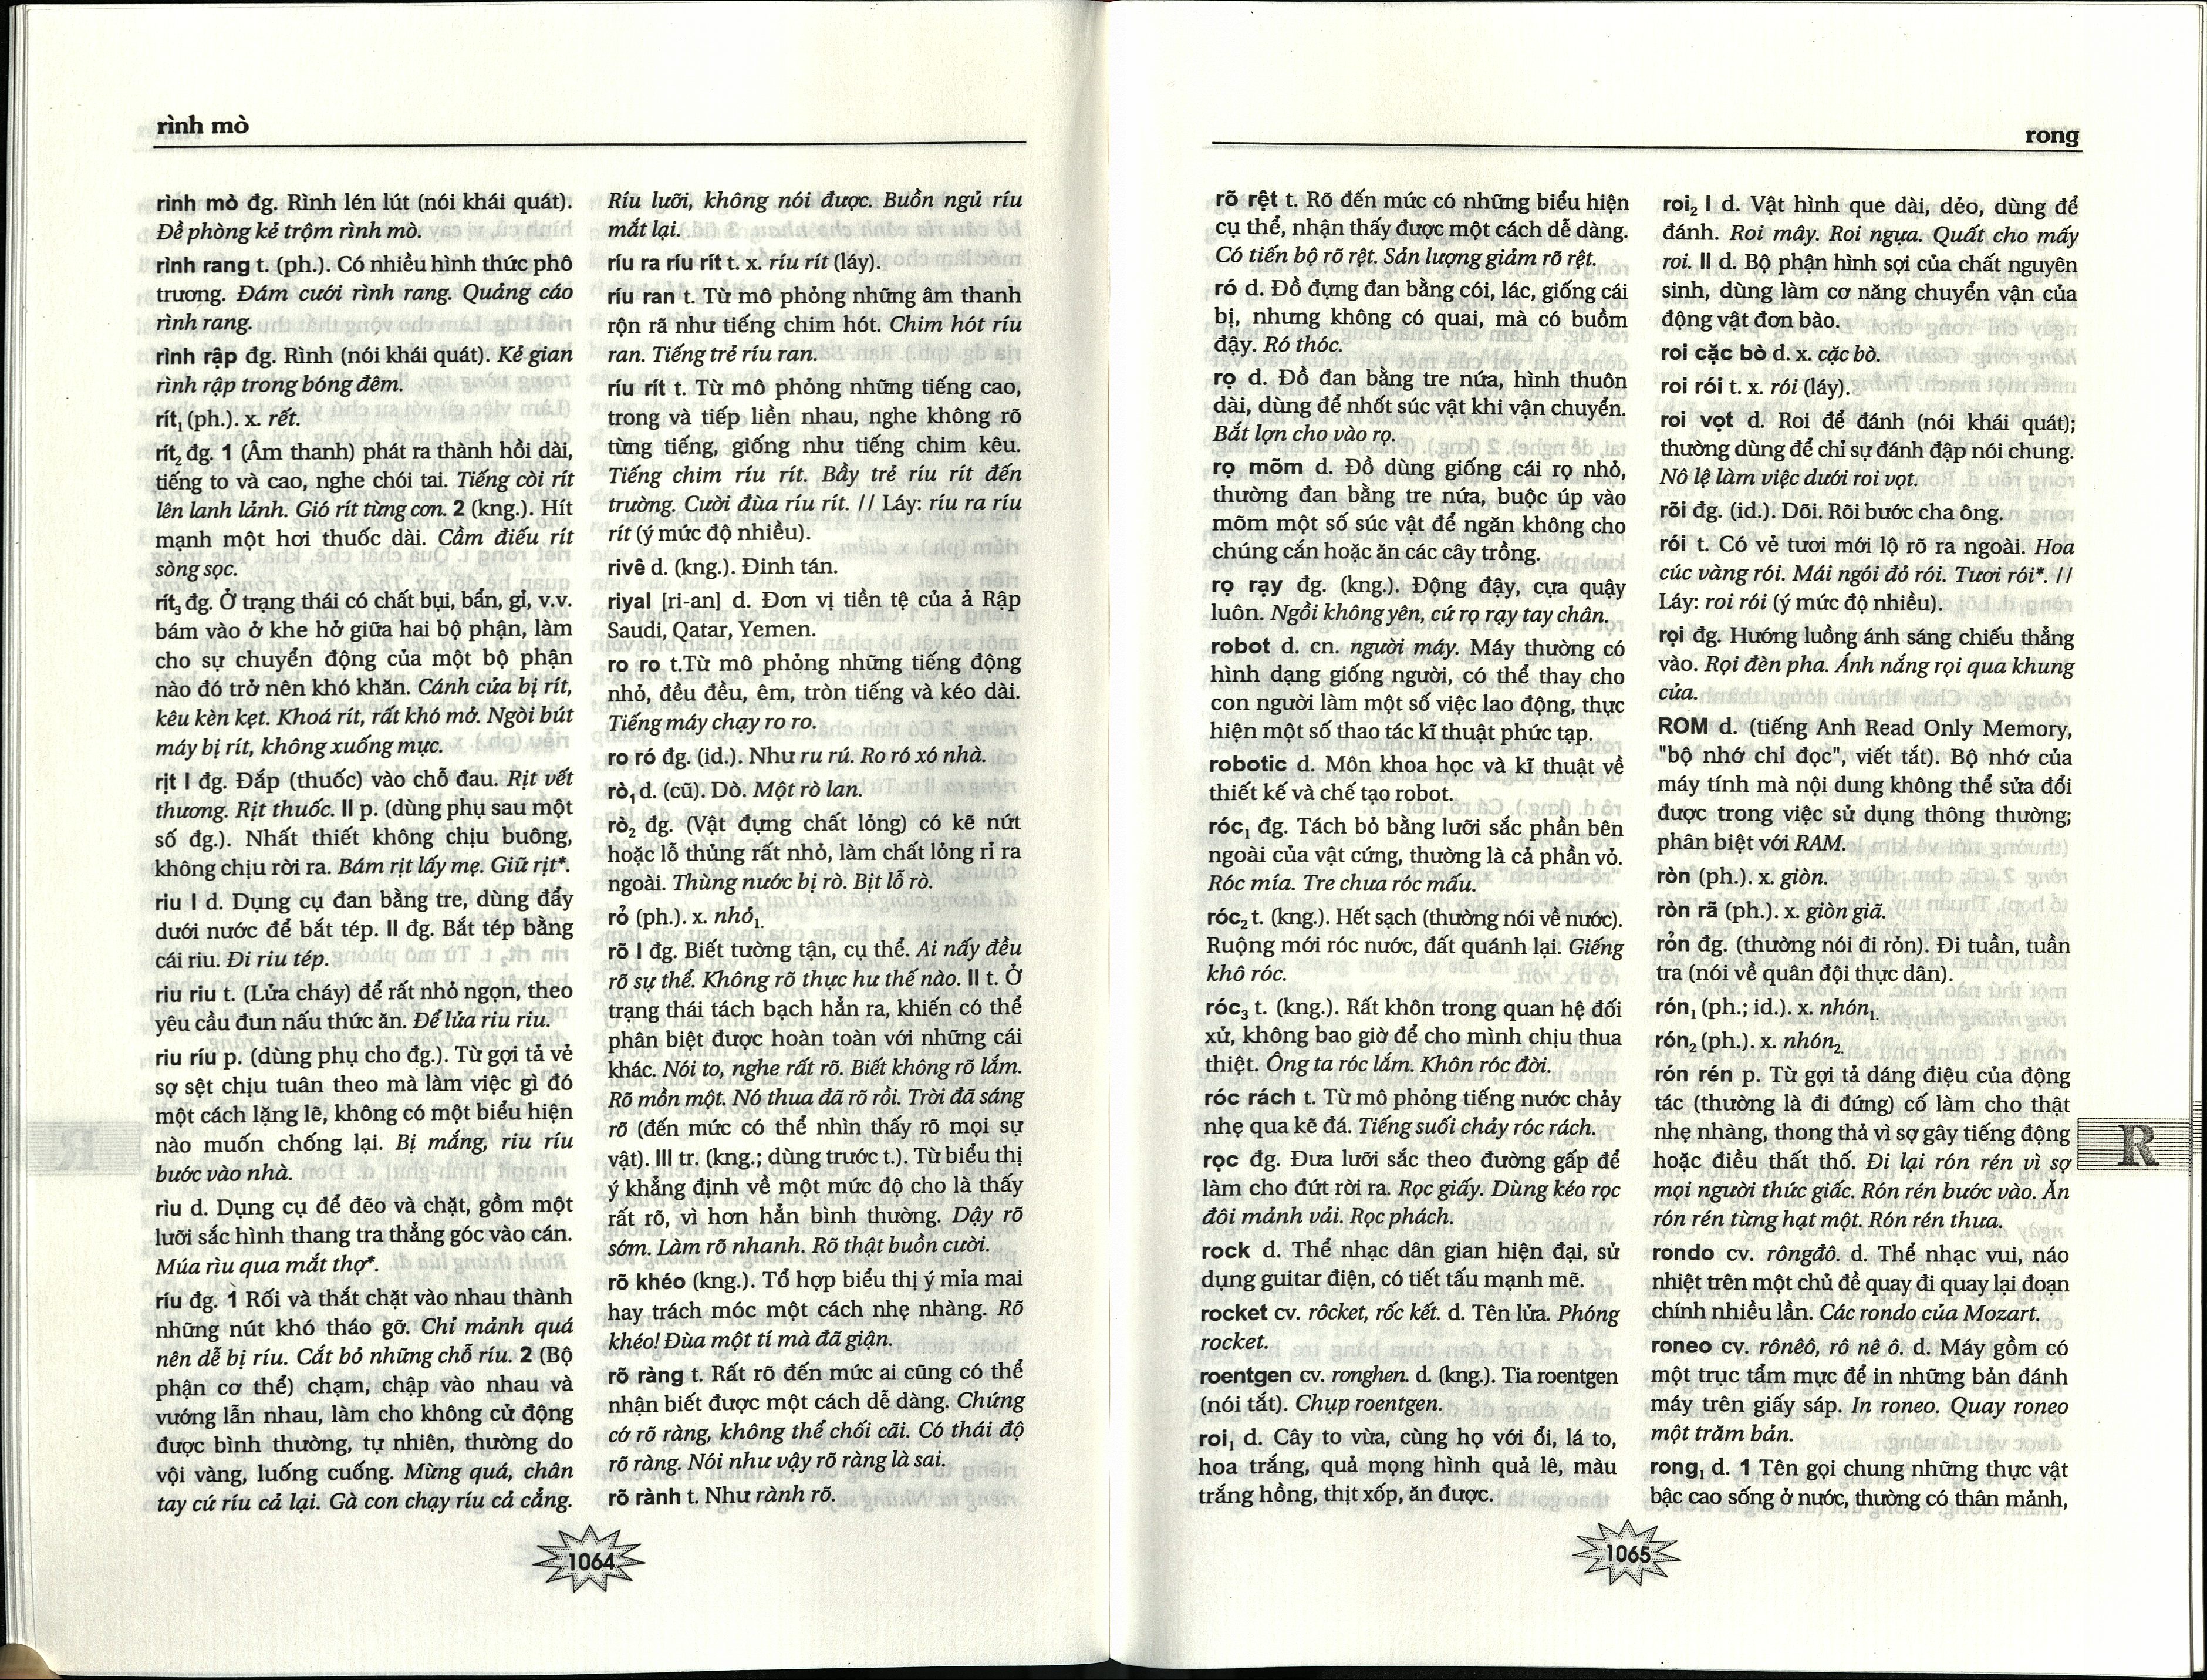 rình mò
rình mò đg. Rình lén lút (nói khái quát).
Đề phòng kẻ trộm rình mò.
rình rang t. (ph.). Có nhiều hình thức phô
trương. Đám cưới rình rang. Quảng cáo
rình rang.
rình rập đg. Rình (nói khái quát). Kẻ gian
rình rập trong bóng đêm.
rít₁ (ph.). x. rết.
rít₂ đg. 1 (Âm thanh) phát ra thành hồi dài,
tiếng to và cao, nghe chói tai. Tiếng còi rít
lên lanh lảnh. Gió rít từng cơn. 2 (kng.). Hít
mạnh một hơi thuốc dài. Cầm điếu rít
sòng sọc.
rít₃ đg. Ở trạng thái có chất bụi, bẩn, gỉ, v.v.
bám vào ở khe hở giữa hai bộ phận, làm
cho sự chuyển động của một bộ phận
nào đó trở nên khó khăn. Cánh cửa bị rít,
kêu kèn kẹt. Khoá rít, rất khó mở. Ngòi bút
máy bị rít, không xuống mực.
rịt I đg. Đắp (thuốc) vào chỗ đau. Rịt vết
thương. Rịt thuốc. II p. (dùng phụ sau một
số đg.). Nhất thiết không chịu buông,
không chịu rời ra. Bám rịt lấy mẹ. Giữ rịt*.
riu I d. Dụng cụ đan bằng tre, dùng đẩy
dưới nước để bắt tép. II đg. Bắt tép bằng
cái riu. Đi riu tép.
riu riu t. (Lửa cháy) để rất nhỏ ngọn, theo
yêu cầu đun nấu thức ăn. Để lửa riu riu.
riu ríu p. (dùng phụ cho đg.). Từ gợi tả vẻ
sợ sệt chịu tuân theo mà làm việc gì đó
một cách lặng lẽ, không có một biểu hiện
nào muốn chống lại. Bị mắng, riu ríu
bước vào nhà.
rìu d. Dụng cụ để đẽo và chặt, gồm một
lưỡi sắc hình thang tra thẳng góc vào cán.
Múa rìu qua mắt thợ*.
ríu đg. 1 Rối và thắt chặt vào nhau thành
những nút khó tháo gỡ. Chỉ mảnh quá
nên dễ bị ríu. Cắt bỏ những chỗ ríu. 2 (Bộ
phận cơ thể) chạm, chập vào nhau và
vướng lẫn nhau, làm cho không cử động
được bình thường, tự nhiên, thường do
vội vàng, luống cuống. Mừng quá, chân
tay cứ ríu cả lại. Gà con chạy ríu cả cẳng.
Ríu lưỡi, không nói được. Buồn ngủ ríu
mắt lại.
ríu ra ríu rít t. x. ríu rít (láy).
ríu ran t. Từ mô phỏng những âm thanh
rộn rã như tiếng chim hót. Chim hót ríu
ran. Tiếng trẻ ríu ran.
ríu rít t. Từ mô phỏng những tiếng cao,
trong và tiếp liền nhau, nghe không rõ
từng tiếng, giống như tiếng chim kêu.
Tiếng chim ríu rít. Bầy trẻ ríu rít đến
trường. Cười đùa ríu rít. // Láy: ríu ra ríu
rít (ý mức độ nhiều).
rivê d. (kng.). Đinh tán.
riyal [ri-an] d. Đơn vị tiền tệ của ả Rập
Saudi, Qatar, Yemen.
ro ro t.Từ mô phỏng những tiếng động
nhỏ, đều đều, êm, tròn tiếng và kéo dài.
Tiếng máy chạy ro ro.
ro ró đg. (id.). Như ru rú. Ro ró xó nhà.
rò₁ d. (cũ). Dò. Một rò lan.
rò₂ đg. (Vật đựng chất lỏng) có kẽ nứt
hoặc lỗ thủng rất nhỏ, làm chất lỏng rỉ ra
ngoài. Thùng nước bị rò. Bịt lỗ rò.
rỏ (ph.). x. nhỏ₁.
rõ I đg. Biết tường tận, cụ thể. Ai nấy đều
rõ sự thể. Không rõ thực hư thế nào. II t. Ở
trạng thái tách bạch hẳn ra, khiến có thể
phân biệt được hoàn toàn với những cái
khác. Nói to, nghe rất rõ. Biết không rõ lắm.
Rõ mồn một. Nó thua đã rõ rồi. Trời đã sáng
rõ (đến mức có thể nhìn thấy rõ mọi sự
vật). III tr. (kng.; dùng trước t.). Từ biểu thị
ý khẳng định về một mức độ cho là thấy
rất rõ, vì hơn hẳn bình thường. Dậy rõ
sớm. Làm rõ nhanh. Rõ thật buồn cười.
rõ khéo (kng.). Tổ hợp biểu thị ý mỉa mai
hay trách móc một cách nhẹ nhàng. Rõ
khéo! Đùa một tí mà đã giận.
rõ ràng t. Rất rõ đến mức ai cũng có thể
nhận biết được một cách dễ dàng. Chứng
cớ rõ ràng, không thể chối cãi. Có thái độ
rõ ràng. Nói như vậy rõ ràng là sai.
rõ rành t. Như rành rõ.
1064
rong
rõ rệt t. Rõ đến mức có những biểu hiện
cụ thể, nhận thấy được một cách dễ dàng.
Có tiến bộ rõ rệt. Sản lượng giảm rõ rệt.
ró d. Đồ đựng đan bằng cói, lác, giống cái
bị, nhưng không có quai, mà có buồm
đậy. Ró thóc.
rọ d. Đồ đan bằng tre nứa, hình thuôn
dài, dùng để nhốt súc vật khi vận chuyển.
Bắt lợn cho vào rọ.
rọ mõm d. Đồ dùng giống cái rọ nhỏ,
thường đan bằng tre nứa, buộc úp vào
mõm một số súc vật để ngăn không cho
chúng cắn hoặc ăn các cây trồng.
rọ rạy đg. (kng.). Động đậy, cựa quậy
luôn. Ngồi không yên, cứ rọ rạy tay chân.
robot d. cn. người máy. Máy thường có
hình dạng giống người, có thể thay cho
con người làm một số việc lao động, thực
hiện một số thao tác kĩ thuật phức tạp.
robotic d. Môn khoa học và kĩ thuật về
thiết kế và chế tạo robot.
róc₁ đg. Tách bỏ bằng lưỡi sắc phần bên
ngoài của vật cứng, thường là cả phần vỏ.
Róc mía. Tre chưa róc mấu.
róc₂ t. (kng.). Hết sạch (thường nói về nước).
Ruộng mới róc nước, đất quánh lại. Giếng
khô róc.
róc₃ t. (kng.). Rất khôn trong quan hệ đối
xử, không bao giờ để cho mình chịu thua
thiệt. Ông ta róc lắm. Khôn róc đời.
róc rách t. Từ mô phỏng tiếng nước chảy
nhẹ qua kẽ đá. Tiếng suối chảy róc rách.
rọc đg. Đưa lưỡi sắc theo đường gấp để
làm cho đứt rời ra. Rọc giấy. Dùng kéo rọc
đôi mảnh vải. Rọc phách.
rock d. Thể nhạc dân gian hiện đại, sử
dụng guitar điện, có tiết tấu mạnh mẽ.
rocket cv. rôcket, rốc kết. d. Tên lửa. Phóng
rocket.
roentgen cv. ronghen. d. (kng.). Tia roentgen
(nói tắt). Chụp roentgen.
roi₁ d. Cây to vừa, cùng họ với ổi, lá to,
hoa trắng, quả mọng hình quả lê, màu
trắng hồng, thịt xốp, ăn được.
roi₂ I d. Vật hình que dài, dẻo, dùng để
đánh. Roi mây. Roi ngựa. Quất cho mấy
roi. II d. Bộ phận hình sợi của chất nguyên
sinh, dùng làm cơ năng chuyển vận của
động vật đơn bào.
roi cặc bò d. x. cặc bò.
roi rói t. x. rói (láy).
roi vọt d. Roi để đánh (nói khái quát);
thường dùng để chỉ sự đánh đập nói chung.
Nô lệ làm việc dưới roi vọt.
rõi đg. (id.). Dõi. Rõi bước cha ông.
rói t. Có vẻ tươi mới lộ rõ ra ngoài. Hoa
cúc vàng rói. Mái ngói đỏ rói. Tươi rói*. //
Láy: roi rói (ý mức độ nhiều).
rọi đg. Hướng luồng ánh sáng chiếu thẳng
vào. Rọi đèn pha. Ánh nắng rọi qua khung
cửa.
ROM d. (tiếng Anh Read Only Memory,
"bộ nhớ chỉ đọc", viết tắt). Bộ nhớ của
máy tính mà nội dung không thể sửa đổi
được trong việc sử dụng thông thường;
phân biệt với RAM.
ròn (ph.). x. giòn.
ròn rã (ph.). x. giòn giã.
rỏn đg. (thường nói đi rỏn). Đi tuần, tuần
tra (nói về quân đội thực dân).
rón₁ (ph.; id.). x. nhón₁.
rón₂ (ph.). x. nhón₂.
rón rén p. Từ gợi tả dáng điệu của động
tác (thường là đi đứng) cố làm cho thật
nhẹ nhàng, thong thả vì sợ gây tiếng động
hoặc điều thất thố. Đi lại rón rén vì sợ
mọi người thức giấc. Rón rén bước vào. Ăn
rón rén từng hạt một. Rón rén thưa.
rondo cv. rôngđô. d. Thể nhạc vui, náo
nhiệt trên một chủ đề quay đi quay lại đoạn
chính nhiều lần. Các rondo của Mozart.
roneo cv. rônêô, rô nê ô. d. Máy gồm có
một trục tẩm mực để in những bản đánh
máy trên giấy sáp. In roneo. Quay roneo
một trăm bản.
rong₁ d. 1 Tên gọi chung những thực vật
bậc cao sống ở nước, thường có thân mảnh,
R
1065